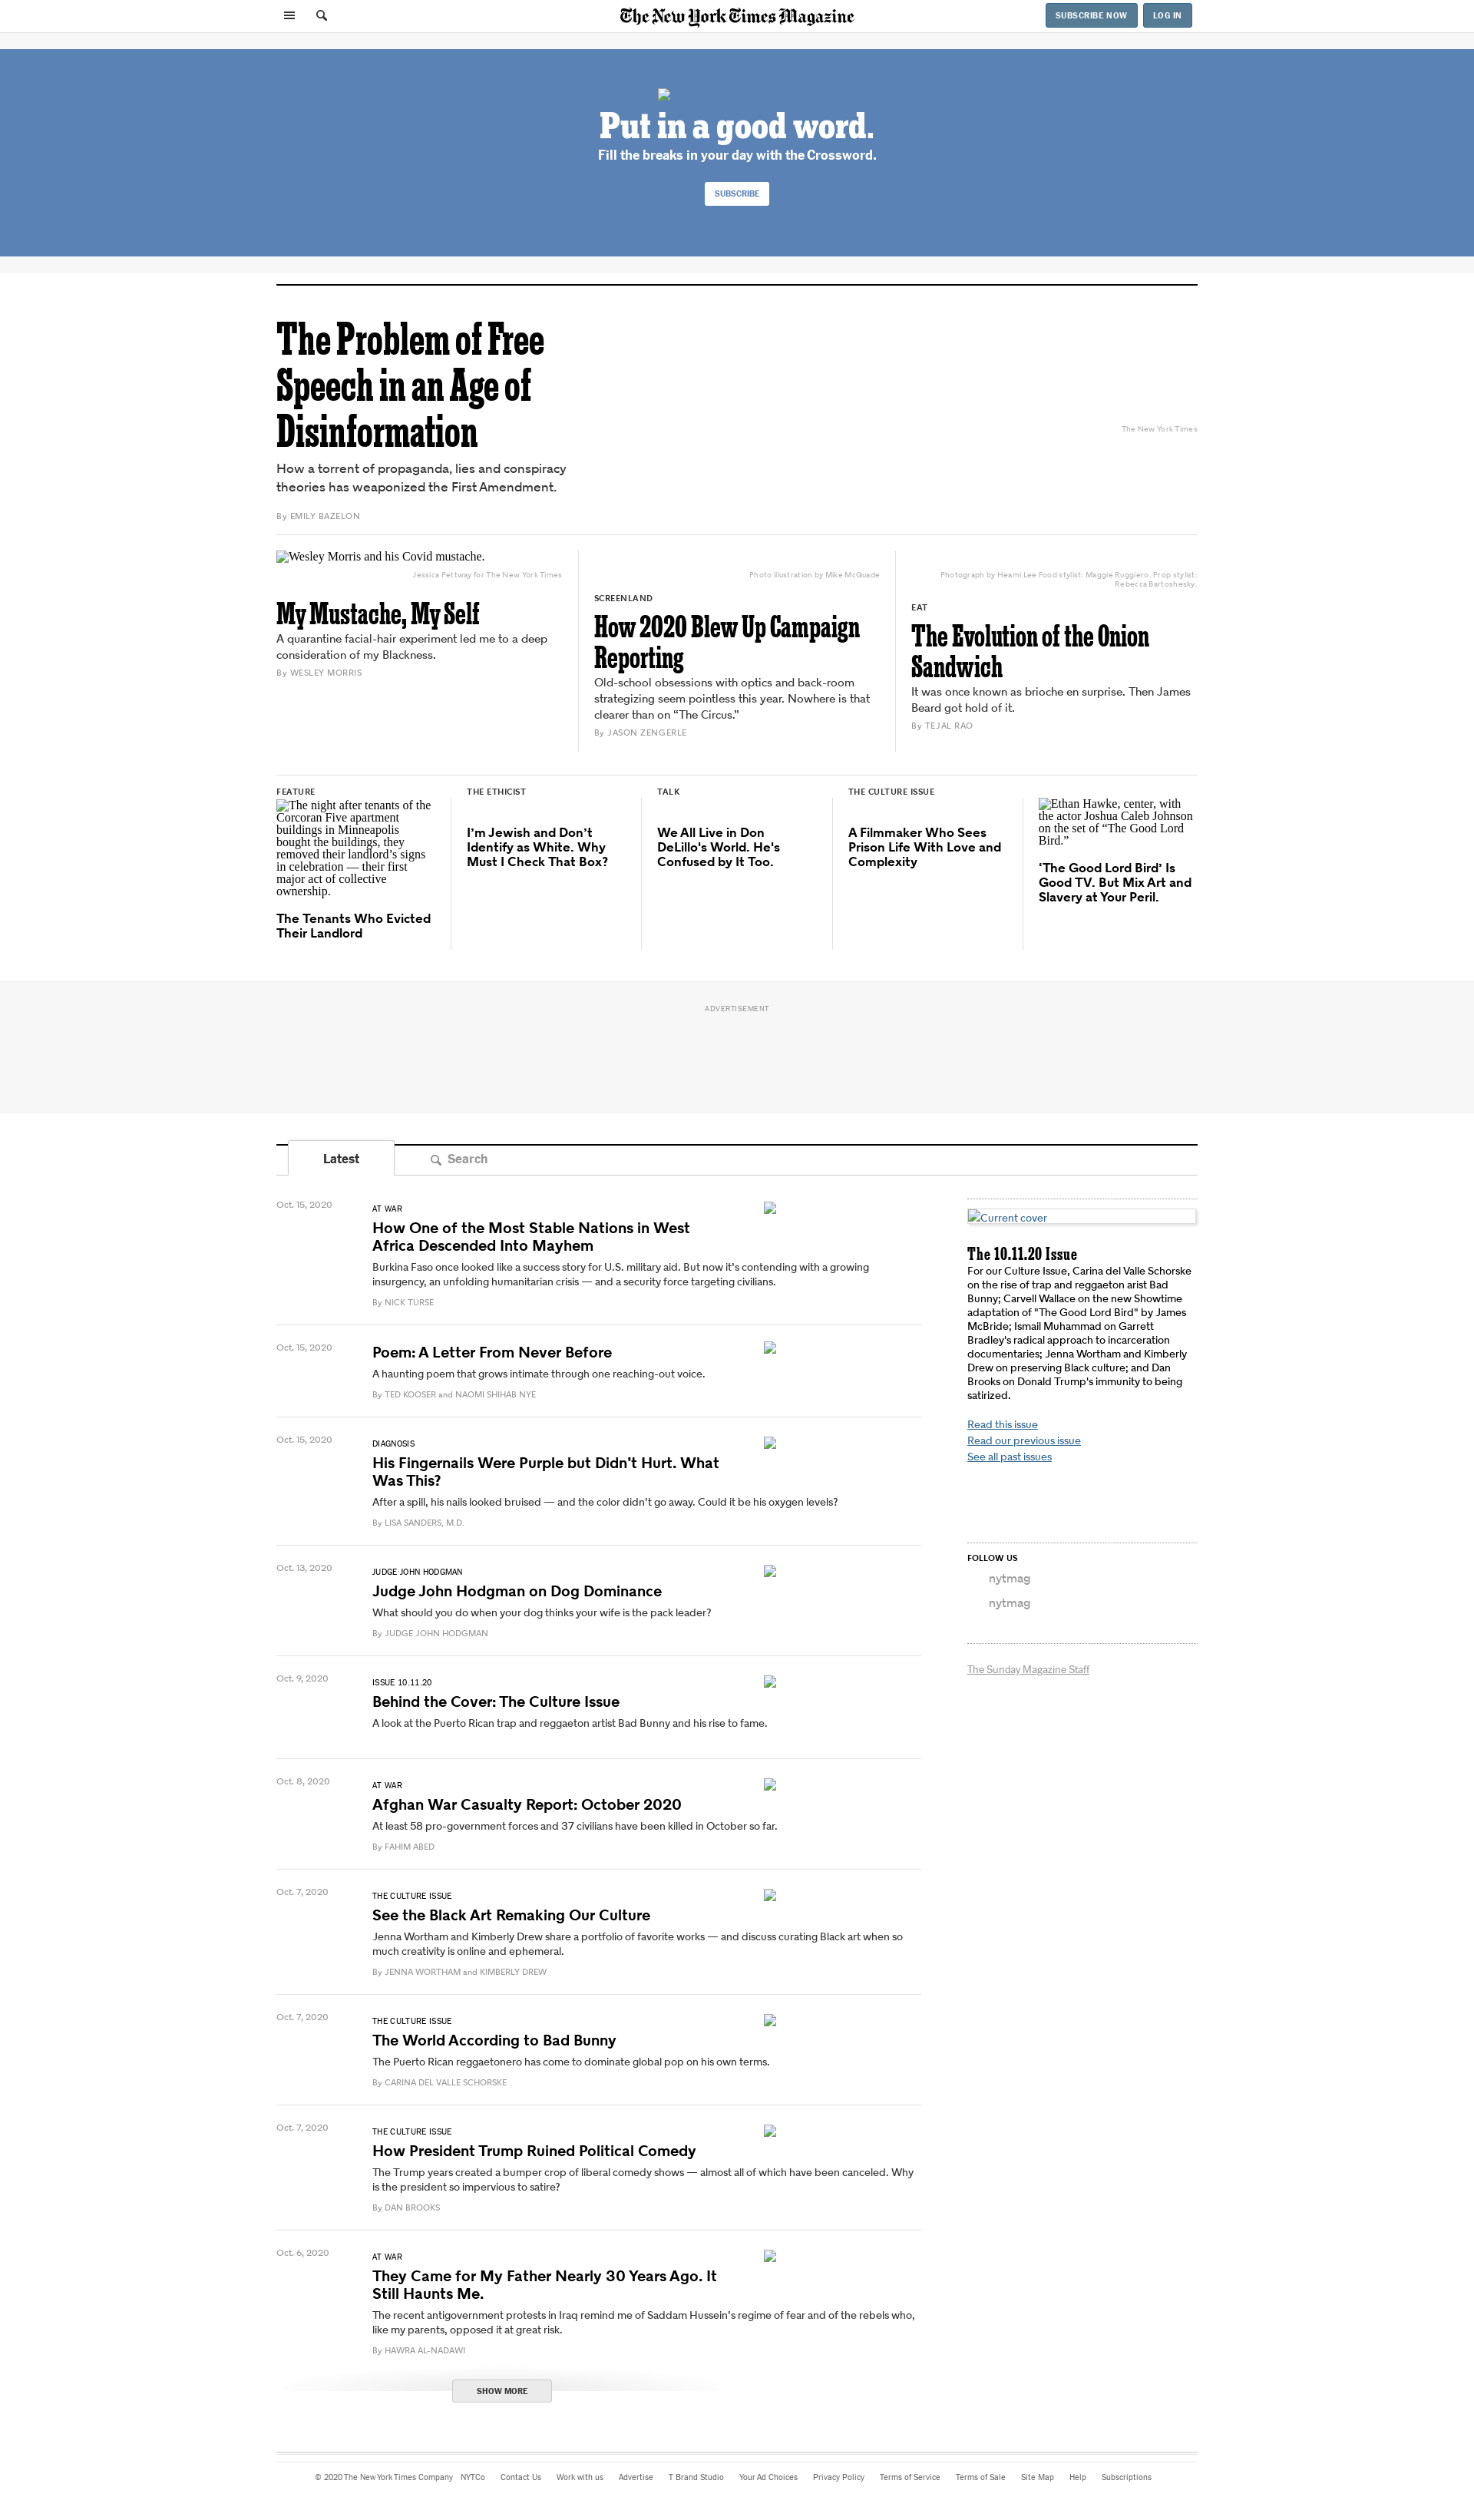 The New York Times Magazine
SUBSCRIBE NOW
LOG IN
Put in a good word.
Fill the breaks in your day with the Crossword.
SUBSCRIBE
The Problem of Free
Speech in an Age of
Disinformation
How a torrent of propaganda, lies and conspiracy
theories has weaponized the First Amendment.
By EMILY BAZELON
The New York Times
Wesley Morris and his Covid mustache.
Jessica Pettway for The New York Times
My Mustache, My Self
A quarantine facial-hair experiment led me to a deep
consideration of my Blackness.
By WESLEY MORRIS
Photo illustration by Mike McQuade
SCREENLAND
How 2020 Blew Up Campaign
Reporting
Old-school obsessions with optics and back-room
strategizing seem pointless this year. Nowhere is that
clearer than on “The Circus.”
By JASON ZENGERLE
Photograph by Heami Lee Food stylist: Maggie Ruggiero. Prop stylist:
Rebecca Bartoshesky.
EAT
The Evolution of the Onion
Sandwich
It was once known as brioche en surprise. Then James
Beard got hold of it.
By TEJAL RAO
FEATURE
The night after tenants of the
Corcoran Five apartment
buildings in Minneapolis
bought the buildings, they
removed their landlord’s signs
in celebration — their first
major act of collective
ownership.
The Tenants Who Evicted
Their Landlord
THE ETHICIST
I’m Jewish and Don’t
Identify as White. Why
Must I Check That Box?
TALK
We All Live in Don
DeLillo's World. He's
Confused by It Too.
THE CULTURE ISSUE
A Filmmaker Who Sees
Prison Life With Love and
Complexity
Ethan Hawke, center, with
the actor Joshua Caleb Johnson
on the set of “The Good Lord
Bird.”
‘The Good Lord Bird’ Is
Good TV. But Mix Art and
Slavery at Your Peril.
ADVERTISEMENT
Latest
Search
Oct. 15, 2020
AT WAR
How One of the Most Stable Nations in West
Africa Descended Into Mayhem
Burkina Faso once looked like a success story for U.S. military aid. But now it’s contending with a growing
insurgency, an unfolding humanitarian crisis — and a security force targeting civilians.
By NICK TURSE
Oct. 15, 2020
Poem: A Letter From Never Before
A haunting poem that grows intimate through one reaching-out voice.
By TED KOOSER and NAOMI SHIHAB NYE
Oct. 15, 2020
DIAGNOSIS
His Fingernails Were Purple but Didn’t Hurt. What
Was This?
After a spill, his nails looked bruised — and the color didn’t go away. Could it be his oxygen levels?
By LISA SANDERS, M.D.
Oct. 13, 2020
JUDGE JOHN HODGMAN
Judge John Hodgman on Dog Dominance
What should you do when your dog thinks your wife is the pack leader?
By JUDGE JOHN HODGMAN
Oct. 9, 2020
ISSUE 10.11.20
Behind the Cover: The Culture Issue
A look at the Puerto Rican trap and reggaeton artist Bad Bunny and his rise to fame.
Oct. 8, 2020
AT WAR
Afghan War Casualty Report: October 2020
At least 58 pro-government forces and 37 civilians have been killed in October so far.
By FAHIM ABED
Oct. 7, 2020
THE CULTURE ISSUE
See the Black Art Remaking Our Culture
Jenna Wortham and Kimberly Drew share a portfolio of favorite works — and discuss curating Black art when so
much creativity is online and ephemeral.
By JENNA WORTHAM and KIMBERLY DREW
Oct. 7, 2020
THE CULTURE ISSUE
The World According to Bad Bunny
The Puerto Rican reggaetonero has come to dominate global pop on his own terms.
By CARINA DEL VALLE SCHORSKE
Oct. 7, 2020
THE CULTURE ISSUE
How President Trump Ruined Political Comedy
The Trump years created a bumper crop of liberal comedy shows — almost all of which have been canceled. Why
is the president so impervious to satire?
By DAN BROOKS
Oct. 6, 2020
AT WAR
They Came for My Father Nearly 30 Years Ago. It
Still Haunts Me.
The recent antigovernment protests in Iraq remind me of Saddam Hussein’s regime of fear and of the rebels who,
like my parents, opposed it at great risk.
By HAWRA AL-NADAWI
SHOW MORE
Current cover
The 10.11.20 Issue
For our Culture Issue, Carina del Valle Schorske
on the rise of trap and reggaeton arist Bad
Bunny; Carvell Wallace on the new Showtime
adaptation of "The Good Lord Bird" by James
McBride; Ismail Muhammad on Garrett
Bradley's radical approach to incarceration
documentaries; Jenna Wortham and Kimberly
Drew on preserving Black culture; and Dan
Brooks on Donald Trump's immunity to being
satirized.
Read this issue
Read our previous issue
See all past issues
FOLLOW US
nytmag
nytmag
The Sunday Magazine Staff
© 2020 The New York Times Company NYTCo Contact Us Work with us Advertise T Brand Studio Your Ad Choices Privacy Policy Terms of Service Terms of Sale Site Map Help Subscriptions